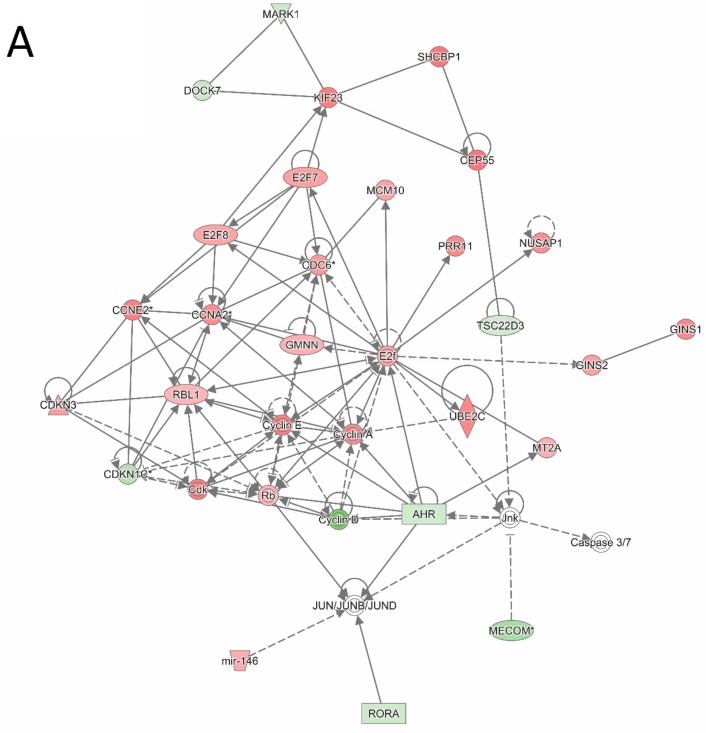 A
MARK1
SHCBP1
DOCK7
KIF23
CEP55
E2F7
MCM10
E2F8
PRR11
NUSAP1
CDC6*
CCNE2*
CCNA2*
TSC22D3
GINS1
GMNN
E2f
GINS2
CDKN3
RBL1
UBE2C
Cyclin E
Cyclin A
MT2A
CDKN1C*
Cdk
Rb
Cyclin D
AHR
Jnk
Caspase 3/7
JUN/JUNB/JUND
MECOM*
mir-146
RORA